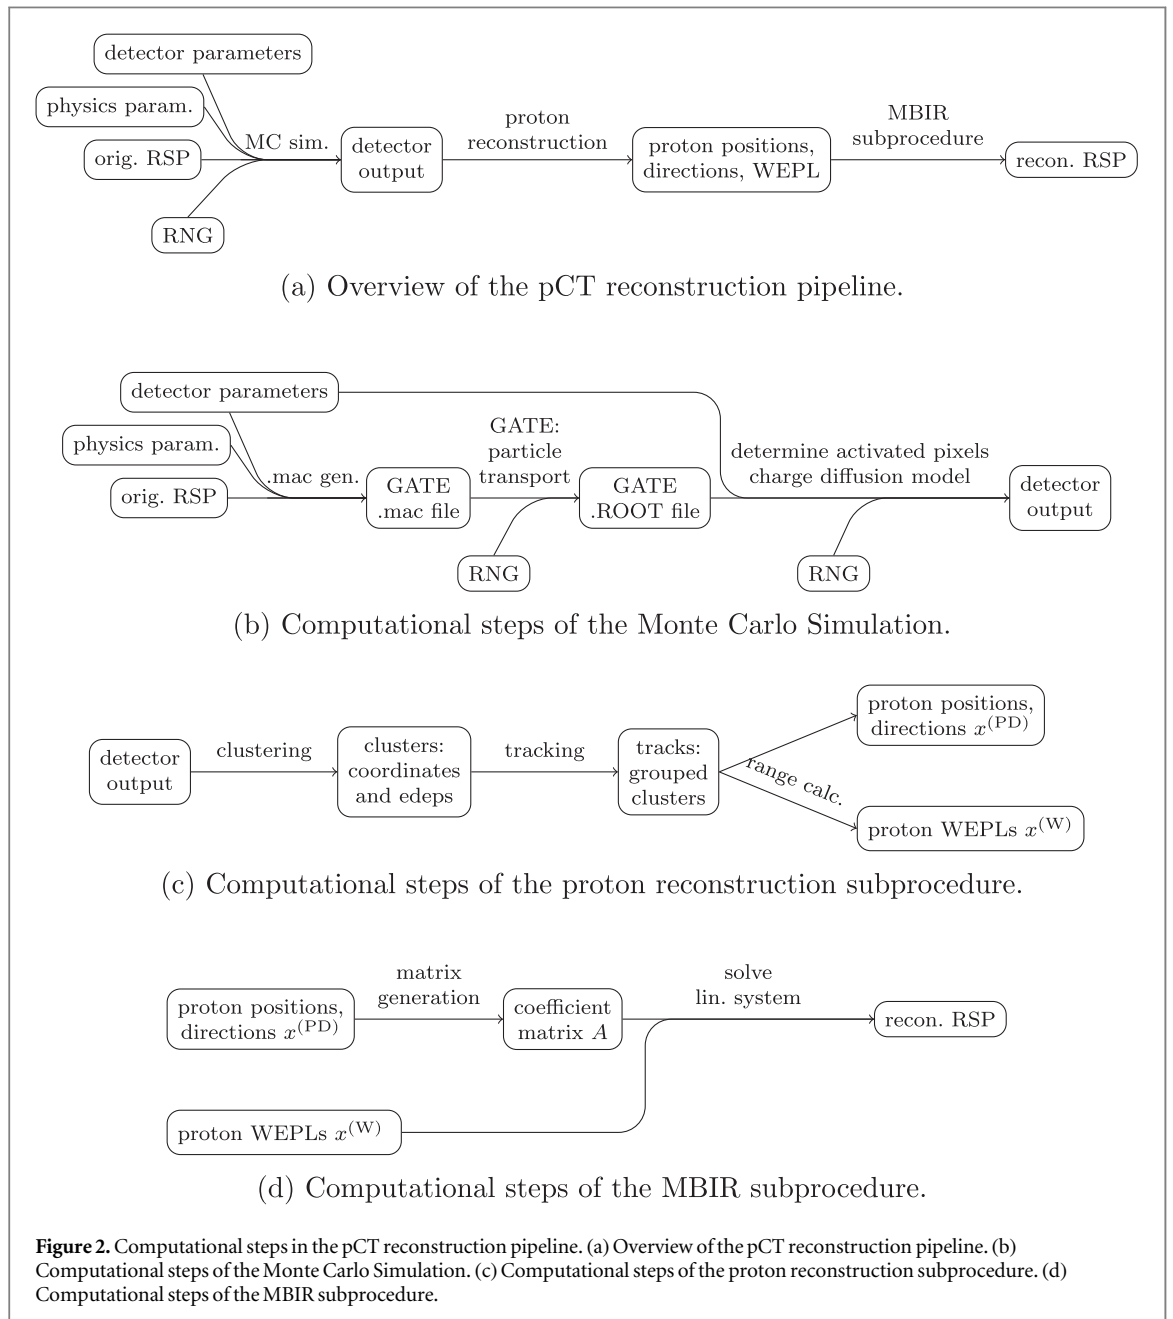 detector parameters
physics param.
orig. RSP
RNG
MC sim.
detector
output
proton
reconstruction
proton positions,
directions, WEPL
MBIR
subprocedure
recon. RSP
(a) Overview of the pCT reconstruction pipeline.
detector parameters
physics param.
orig. RSP
.mac gen.
GATE
.mac file
GATE:
particle
transport
RNG
GATE
.ROOT file
determine activated pixels
charge diffusion model
RNG
detector
output
(b) Computational steps of the Monte Carlo Simulation.
detector
output
clustering
clusters:
coordinates
and edeps
tracking
tracks:
grouped
clusters
range calc.
proton positions,
directions x^(PD)
proton WEPLs x^(W)
(c) Computational steps of the proton reconstruction subprocedure.
proton positions,
directions x^(PD)
matrix
generation
coefficient
matrix A
solve
lin. system
recon. RSP
proton WEPLs x^(W)
(d) Computational steps of the MBIR subprocedure.
Figure 2. Computational steps in the pCT reconstruction pipeline. (a) Overview of the pCT reconstruction pipeline. (b)
Computational steps of the Monte Carlo Simulation. (c) Computational steps of the proton reconstruction subprocedure. (d)
Computational steps of the MBIR subprocedure.